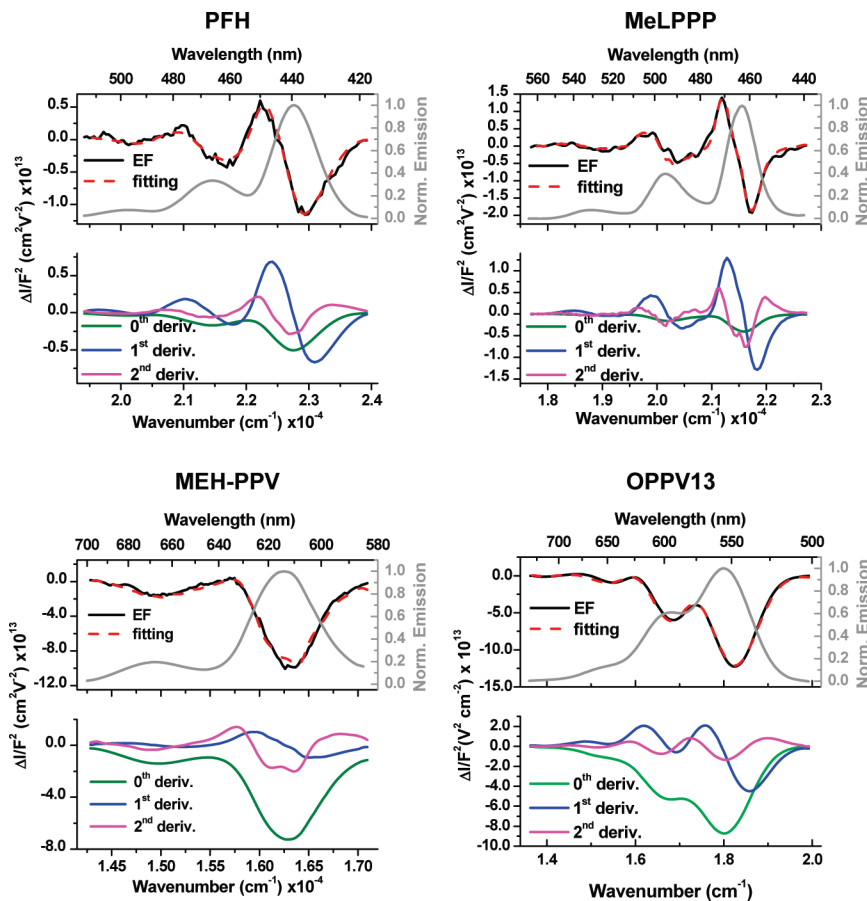 PFH
Wavelength (nm)
500 480 460 440 420
0.5
0.0
-0.5
-1.0
EF
fitting
1.0
0.8
0.6
0.4
0.2
0.0
Norm. Emission
ΔI/F² (cm²V⁻²) x10¹³
0.5
0.0
-0.5
0th deriv.
1st deriv.
2nd deriv.
2.0 2.1 2.2 2.3 2.4
Wavenumber (cm⁻¹) x10⁻⁴
MeLPPP
Wavelength (nm)
560 540 520 500 480 460 440
1.5
1.0
0.5
0.0
-0.5
-1.0
-1.5
-2.0
EF
fitting
1.0
0.8
0.6
0.4
0.2
0.0
Norm. Emission
ΔI/F² (cm²V⁻²) x10¹³
1.5
1.0
0.5
0.0
-0.5
-1.0
-1.5
0th deriv.
1st deriv.
2nd deriv.
1.8 1.9 2.0 2.1 2.2 2.3
Wavenumber (cm⁻¹) x10⁻⁴
MEH-PPV
Wavelength (nm)
700 680 660 640 620 600 580
0.0
-4.0
-8.0
-12.0
EF
fitting
1.0
0.8
0.6
0.4
0.2
0.0
Norm. Emission
ΔI/F² (cm²V⁻²) x 10¹³
0.0
-4.0
-8.0
0th deriv.
1st deriv.
2nd deriv.
1.45 1.50 1.55 1.60 1.65 1.70
Wavenumber (cm⁻¹) x10⁻⁴
OPPV13
Wavelength (nm)
700 650 600 550 500
0.0
-5.0
-10.0
-15.0
EF
fitting
1.0
0.8
0.6
0.4
0.2
0.0
Norm. Emission
ΔI/F²(V² cm⁻²) x 10¹³
2.0
0.0
-2.0
-4.0
-6.0
-8.0
-10.0
0th deriv.
1st deriv.
2nd deriv.
1.4 1.6 1.8 2.0
Wavenumber (cm⁻¹)